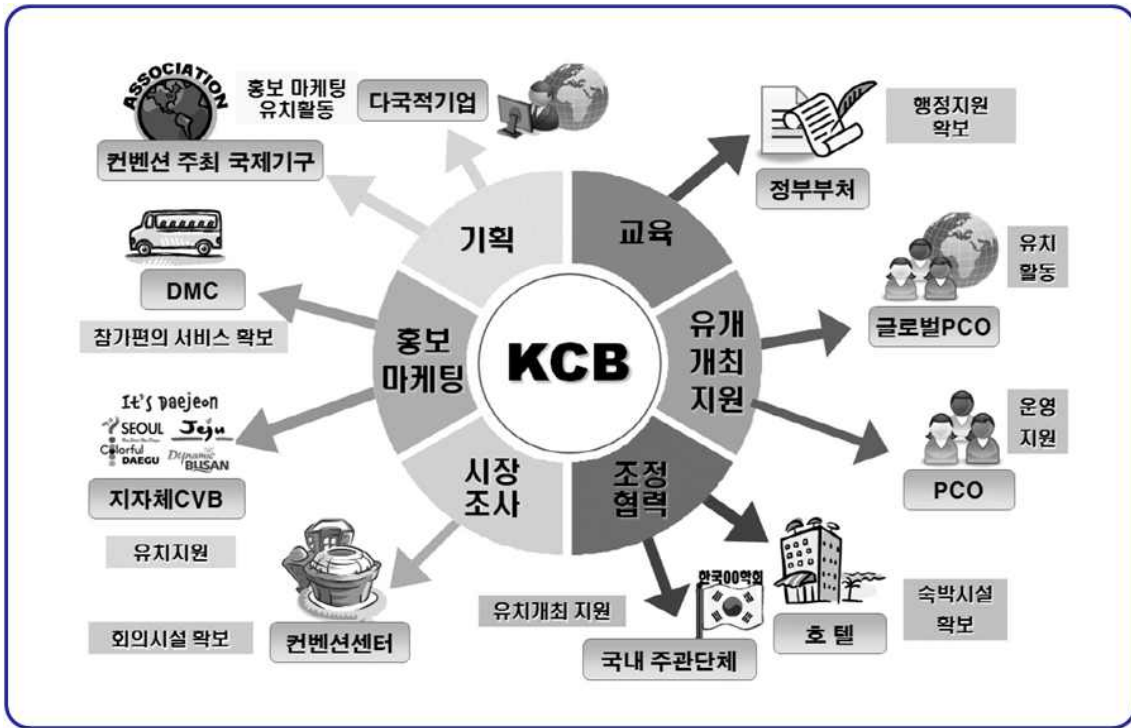 ASSOCIATION
홍보 마케팅
유치활동
다국적기업
컨벤션 주최 국제기구
행정지원
확보
정부부처
기획
교육
DMC
참가편의 서비스 확보
유치
활동
글로벌PCO
홍보
마케팅
KCB
유개
개최
지원
It's Daejeon
SEOUL
Jeju
Colorful
DAEGU
Dynamic
BUSAN
지자체CVB
유치지원
운영
지원
PCO
시장
조사
조정
협력
한국OO학회
회의시설 확보
컨벤션센터
유치개최 지원
국내 주관단체
호 텔
숙박시설
확보